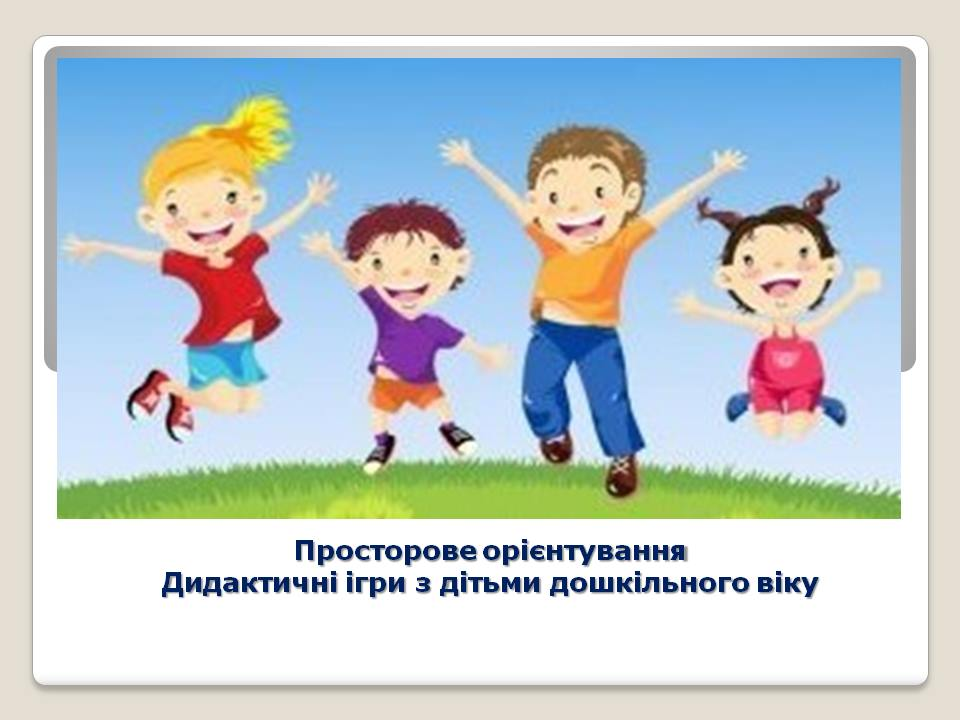 Просторове орієнтування
Дидактичні ігри з дітьми дошкільного віку